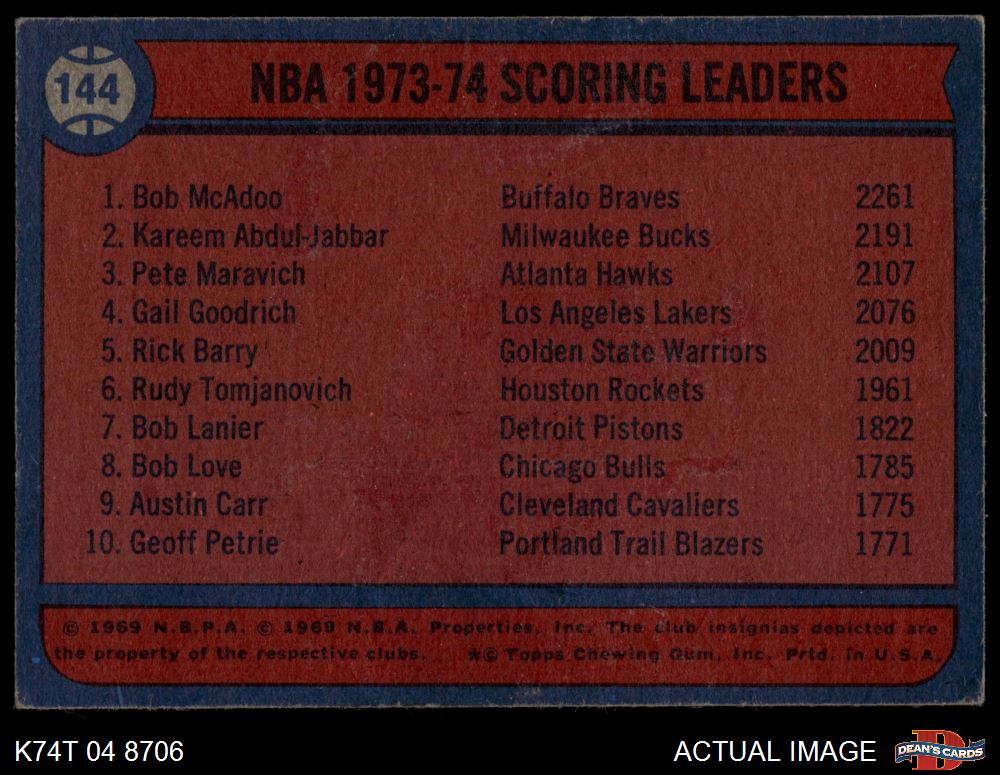 144
NBA 1973-74 SCORING LEADERS
1. Bob McAdoo Buffalo Braves 2261
2. Kareem Abdul-Jabbar Milwaukee Bucks 2191
3. Pete Maravich Atlanta Hawks 2107
4. Gail Goodrich Los Angeles Lakers 2076
5. Rick Barry Golden State Warriors 2009
6. Rudy Tomjanovich Houston Rockets 1961
7. Bob Lanier Detroit Pistons 1822
8. Bob Love Chicago Bulls 1785
9. Austin Carr Cleveland Cavaliers 1775
10. Geoff Petrie Portland Trail Blazers 1771
© 1969 N.B.P.A. © 1969 N.B.A. Properties, Inc. The club insignias depicted are
the property of the respective clubs. *© Topps Chewing Gum, Inc. Prtd. in U.S.A.
K74T 04 8706 ACTUAL IMAGE D DEAN'S CARDS